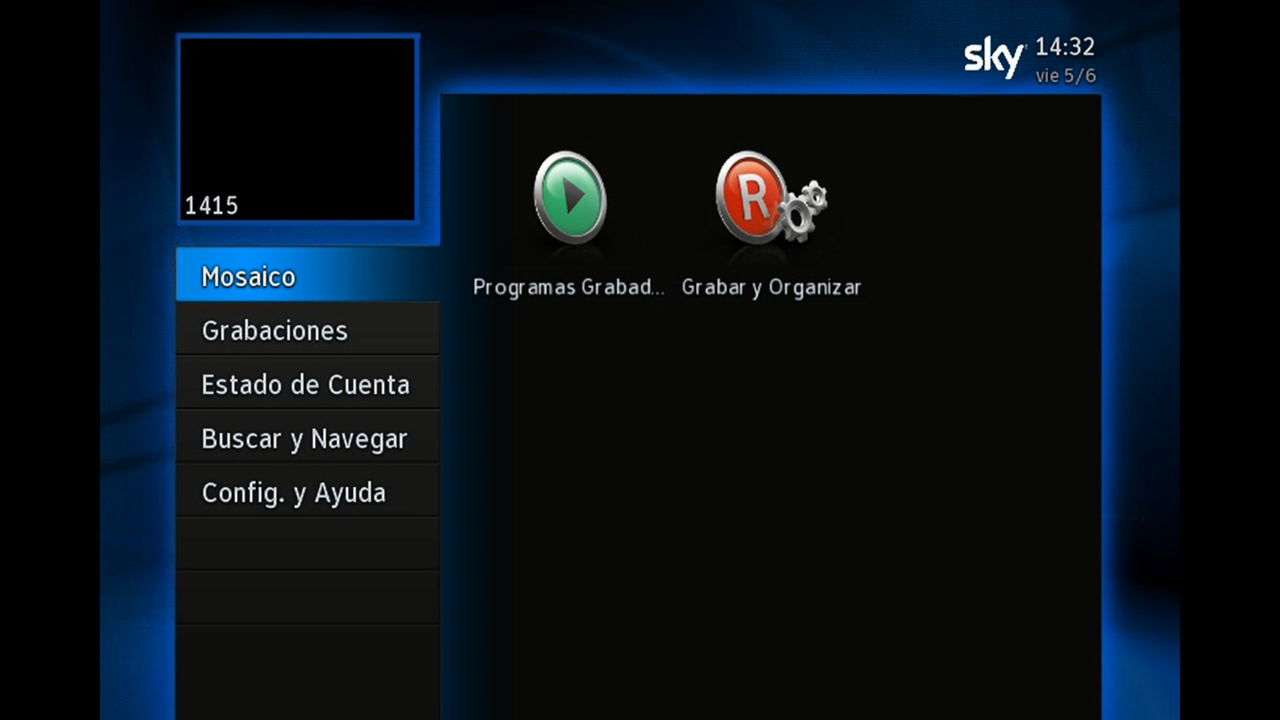 sky 14:32
vie 5/6
1415
Mosaico
Grabaciones
Estado de Cuenta
Buscar y Navegar
Config. y Ayuda
R
Programas Grabad... Grabar y Organizar